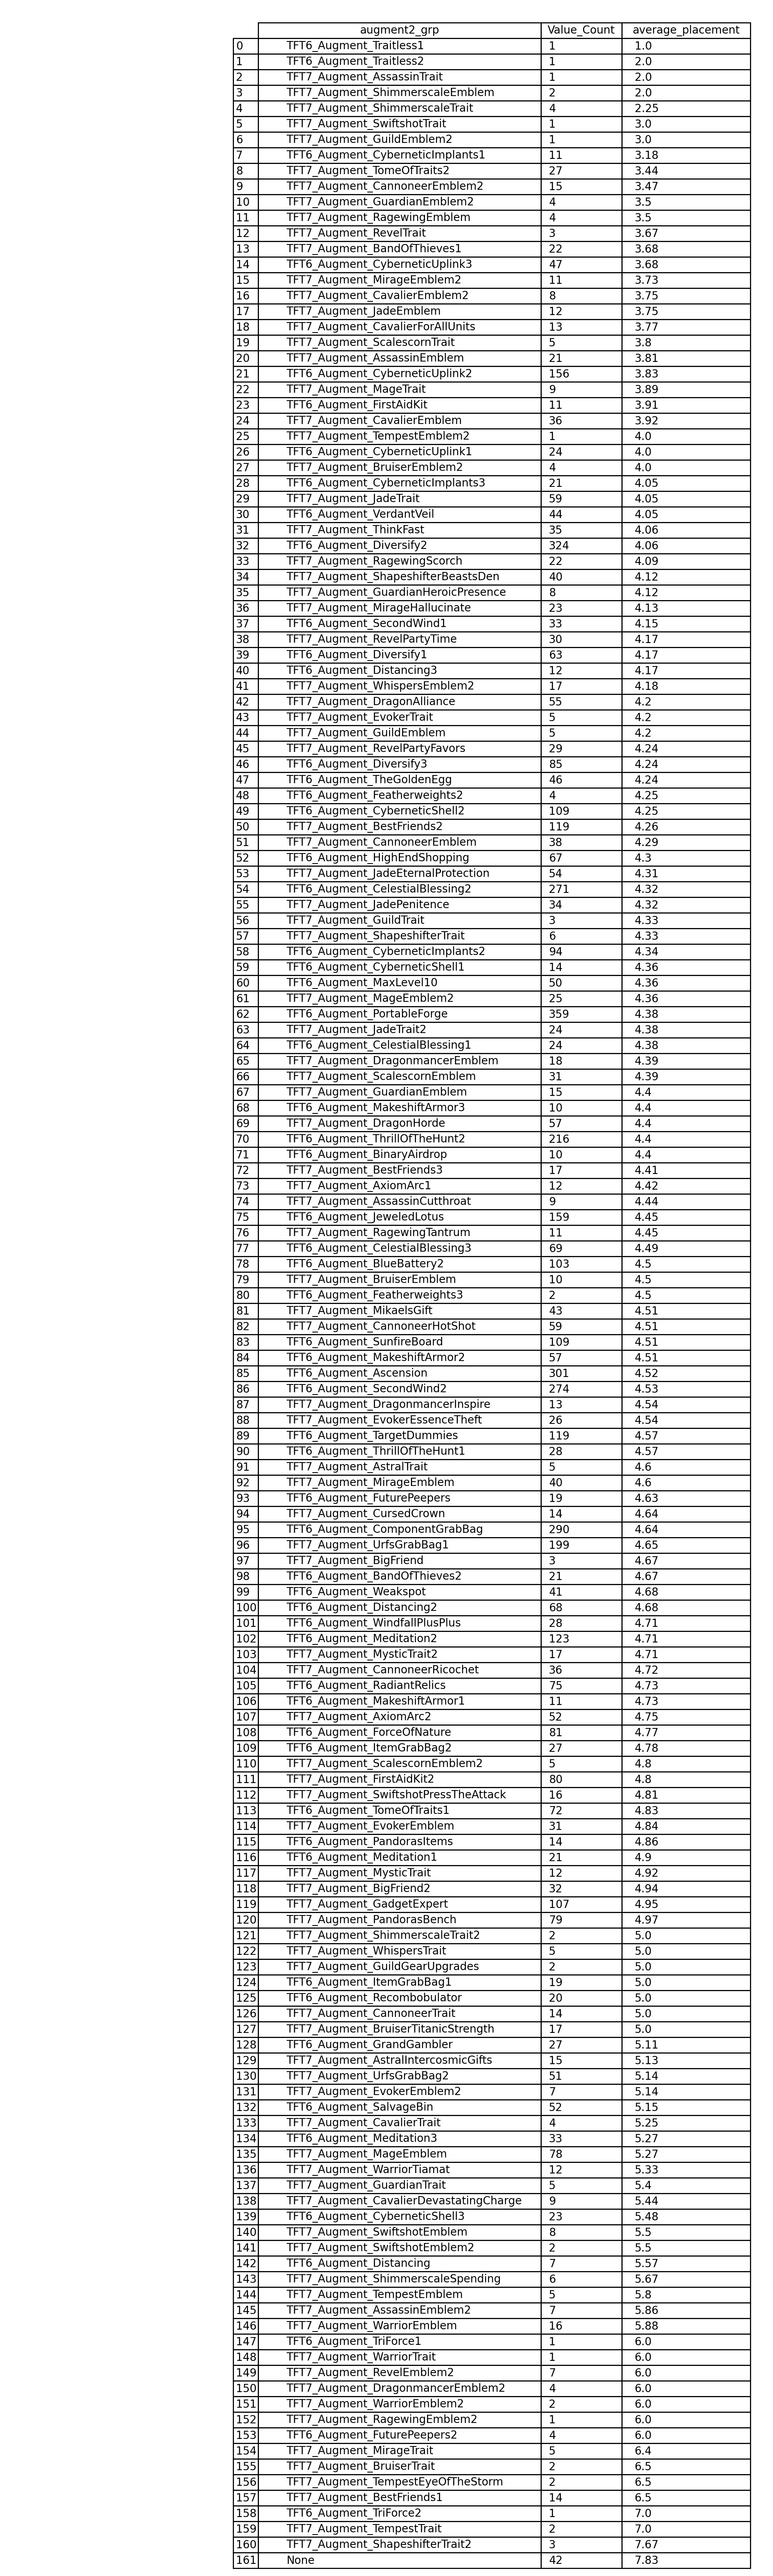 augment2_grp Value_Count average_placement
0 TFT6_Augment_Traitless1 1 1.0
1 TFT6_Augment_Traitless2 1 2.0
2 TFT7_Augment_AssassinTrait 1 2.0
3 TFT7_Augment_ShimmerscaleEmblem 2 2.0
4 TFT7_Augment_ShimmerscaleTrait 4 2.25
5 TFT7_Augment_SwiftshotTrait 1 3.0
6 TFT7_Augment_GuildEmblem2 1 3.0
7 TFT6_Augment_CyberneticImplants1 11 3.18
8 TFT7_Augment_TomeOfTraits2 27 3.44
9 TFT7_Augment_CannoneerEmblem2 15 3.47
10 TFT7_Augment_GuardianEmblem2 4 3.5
11 TFT7_Augment_RagewingEmblem 4 3.5
12 TFT7_Augment_RevelTrait 3 3.67
13 TFT7_Augment_BandOfThieves1 22 3.68
14 TFT6_Augment_CyberneticUplink3 47 3.68
15 TFT7_Augment_MirageEmblem2 11 3.73
16 TFT7_Augment_CavalierEmblem2 8 3.75
17 TFT7_Augment_JadeEmblem 12 3.75
18 TFT7_Augment_CavalierForAllUnits 13 3.77
19 TFT7_Augment_ScalescornTrait 5 3.8
20 TFT7_Augment_AssassinEmblem 21 3.81
21 TFT6_Augment_CyberneticUplink2 156 3.83
22 TFT7_Augment_MageTrait 9 3.89
23 TFT6_Augment_FirstAidKit 11 3.91
24 TFT7_Augment_CavalierEmblem 36 3.92
25 TFT7_Augment_TempestEmblem2 1 4.0
26 TFT6_Augment_CyberneticUplink1 24 4.0
27 TFT7_Augment_BruiserEmblem2 4 4.0
28 TFT6_Augment_CyberneticImplants3 21 4.05
29 TFT7_Augment_JadeTrait 59 4.05
30 TFT6_Augment_VerdantVeil 44 4.05
31 TFT7_Augment_ThinkFast 35 4.06
32 TFT6_Augment_Diversify2 324 4.06
33 TFT7_Augment_RagewingScorch 22 4.09
34 TFT7_Augment_ShapeshifterBeastsDen 40 4.12
35 TFT7_Augment_GuardianHeroicPresence 8 4.12
36 TFT7_Augment_MirageHallucinate 23 4.13
37 TFT6_Augment_SecondWind1 33 4.15
38 TFT7_Augment_RevelPartyTime 30 4.17
39 TFT6_Augment_Diversify1 63 4.17
40 TFT6_Augment_Distancing3 12 4.17
41 TFT7_Augment_WhispersEmblem2 17 4.18
42 TFT7_Augment_DragonAlliance 55 4.2
43 TFT7_Augment_EvokerTrait 5 4.2
44 TFT7_Augment_GuildEmblem 5 4.2
45 TFT7_Augment_RevelPartyFavors 29 4.24
46 TFT6_Augment_Diversify3 85 4.24
47 TFT6_Augment_TheGoldenEgg 46 4.24
48 TFT6_Augment_Featherweights2 4 4.25
49 TFT6_Augment_CyberneticShell2 109 4.25
50 TFT7_Augment_BestFriends2 119 4.26
51 TFT7_Augment_CannoneerEmblem 38 4.29
52 TFT6_Augment_HighEndShopping 67 4.3
53 TFT7_Augment_JadeEternalProtection 54 4.31
54 TFT6_Augment_CelestialBlessing2 271 4.32
55 TFT7_Augment_JadePenitence 34 4.32
56 TFT7_Augment_GuildTrait 3 4.33
57 TFT7_Augment_ShapeshifterTrait 6 4.33
58 TFT6_Augment_CyberneticImplants2 94 4.34
59 TFT6_Augment_CyberneticShell1 14 4.36
60 TFT6_Augment_MaxLevel10 50 4.36
61 TFT7_Augment_MageEmblem2 25 4.36
62 TFT6_Augment_PortableForge 359 4.38
63 TFT7_Augment_JadeTrait2 24 4.38
64 TFT6_Augment_CelestialBlessing1 24 4.38
65 TFT7_Augment_DragonmancerEmblem 18 4.39
66 TFT7_Augment_ScalescornEmblem 31 4.39
67 TFT7_Augment_GuardianEmblem 15 4.4
68 TFT6_Augment_MakeshiftArmor3 10 4.4
69 TFT7_Augment_DragonHorde 57 4.4
70 TFT6_Augment_ThrillOfTheHunt2 216 4.4
71 TFT6_Augment_BinaryAirdrop 10 4.4
72 TFT7_Augment_BestFriends3 17 4.41
73 TFT7_Augment_AxiomArc1 12 4.42
74 TFT7_Augment_AssassinCutthroat 9 4.44
75 TFT6_Augment_JeweledLotus 159 4.45
76 TFT7_Augment_RagewingTantrum 11 4.45
77 TFT6_Augment_CelestialBlessing3 69 4.49
78 TFT6_Augment_BlueBattery2 103 4.5
79 TFT7_Augment_BruiserEmblem 10 4.5
80 TFT6_Augment_Featherweights3 2 4.5
81 TFT7_Augment_MikaelsGift 43 4.51
82 TFT7_Augment_CannoneerHotShot 59 4.51
83 TFT6_Augment_SunfireBoard 109 4.51
84 TFT6_Augment_MakeshiftArmor2 57 4.51
85 TFT6_Augment_Ascension 301 4.52
86 TFT6_Augment_SecondWind2 274 4.53
87 TFT7_Augment_DragonmancerInspire 13 4.54
88 TFT7_Augment_EvokerEssenceTheft 26 4.54
89 TFT6_Augment_TargetDummies 119 4.57
90 TFT6_Augment_ThrillOfTheHunt1 28 4.57
91 TFT7_Augment_AstralTrait 5 4.6
92 TFT7_Augment_MirageEmblem 40 4.6
93 TFT6_Augment_FuturePeepers 19 4.63
94 TFT7_Augment_CursedCrown 14 4.64
95 TFT6_Augment_ComponentGrabBag 290 4.64
96 TFT7_Augment_UrfsGrabBag1 199 4.65
97 TFT7_Augment_BigFriend 3 4.67
98 TFT6_Augment_BandOfThieves2 21 4.67
99 TFT6_Augment_Weakspot 41 4.68
100 TFT6_Augment_Distancing2 68 4.68
101 TFT6_Augment_WindfallPlusPlus 28 4.71
102 TFT6_Augment_Meditation2 123 4.71
103 TFT7_Augment_MysticTrait2 17 4.71
104 TFT7_Augment_CannoneerRicochet 36 4.72
105 TFT6_Augment_RadiantRelics 75 4.73
106 TFT6_Augment_MakeshiftArmor1 11 4.73
107 TFT7_Augment_AxiomArc2 52 4.75
108 TFT6_Augment_ForceOfNature 81 4.77
109 TFT6_Augment_ItemGrabBag2 27 4.78
110 TFT7_Augment_ScalescornEmblem2 5 4.8
111 TFT7_Augment_FirstAidKit2 80 4.8
112 TFT7_Augment_SwiftshotPressTheAttack 16 4.81
113 TFT6_Augment_TomeOfTraits1 72 4.83
114 TFT7_Augment_EvokerEmblem 31 4.84
115 TFT6_Augment_PandorasItems 14 4.86
116 TFT6_Augment_Meditation1 21 4.9
117 TFT7_Augment_MysticTrait 12 4.92
118 TFT7_Augment_BigFriend2 32 4.94
119 TFT7_Augment_GadgetExpert 107 4.95
120 TFT7_Augment_PandorasBench 79 4.97
121 TFT7_Augment_ShimmerscaleTrait2 2 5.0
122 TFT7_Augment_WhispersTrait 5 5.0
123 TFT7_Augment_GuildGearUpgrades 2 5.0
124 TFT6_Augment_ItemGrabBag1 19 5.0
125 TFT6_Augment_Recombobulator 20 5.0
126 TFT7_Augment_CannoneerTrait 14 5.0
127 TFT7_Augment_BruiserTitanicStrength 17 5.0
128 TFT6_Augment_GrandGambler 27 5.11
129 TFT7_Augment_AstralIntercosmicGifts 15 5.13
130 TFT7_Augment_UrfsGrabBag2 51 5.14
131 TFT7_Augment_EvokerEmblem2 7 5.14
132 TFT6_Augment_SalvageBin 52 5.15
133 TFT7_Augment_CavalierTrait 4 5.25
134 TFT6_Augment_Meditation3 33 5.27
135 TFT7_Augment_MageEmblem 78 5.27
136 TFT7_Augment_WarriorTiamat 12 5.33
137 TFT7_Augment_GuardianTrait 5 5.4
138 TFT7_Augment_CavalierDevastatingCharge 9 5.44
139 TFT6_Augment_CyberneticShell3 23 5.48
140 TFT7_Augment_SwiftshotEmblem 8 5.5
141 TFT7_Augment_SwiftshotEmblem2 2 5.5
142 TFT6_Augment_Distancing 7 5.57
143 TFT7_Augment_ShimmerscaleSpending 6 5.67
144 TFT7_Augment_TempestEmblem 5 5.8
145 TFT7_Augment_AssassinEmblem2 7 5.86
146 TFT7_Augment_WarriorEmblem 16 5.88
147 TFT6_Augment_TriForce1 1 6.0
148 TFT7_Augment_WarriorTrait 1 6.0
149 TFT7_Augment_RevelEmblem2 7 6.0
150 TFT7_Augment_DragonmancerEmblem2 4 6.0
151 TFT7_Augment_WarriorEmblem2 2 6.0
152 TFT7_Augment_RagewingEmblem2 1 6.0
153 TFT6_Augment_FuturePeepers2 4 6.0
154 TFT7_Augment_MirageTrait 5 6.4
155 TFT7_Augment_BruiserTrait 2 6.5
156 TFT7_Augment_TempestEyeOfTheStorm 2 6.5
157 TFT7_Augment_BestFriends1 14 6.5
158 TFT6_Augment_TriForce2 1 7.0
159 TFT7_Augment_TempestTrait 2 7.0
160 TFT7_Augment_ShapeshifterTrait2 3 7.67
161 None 42 7.83